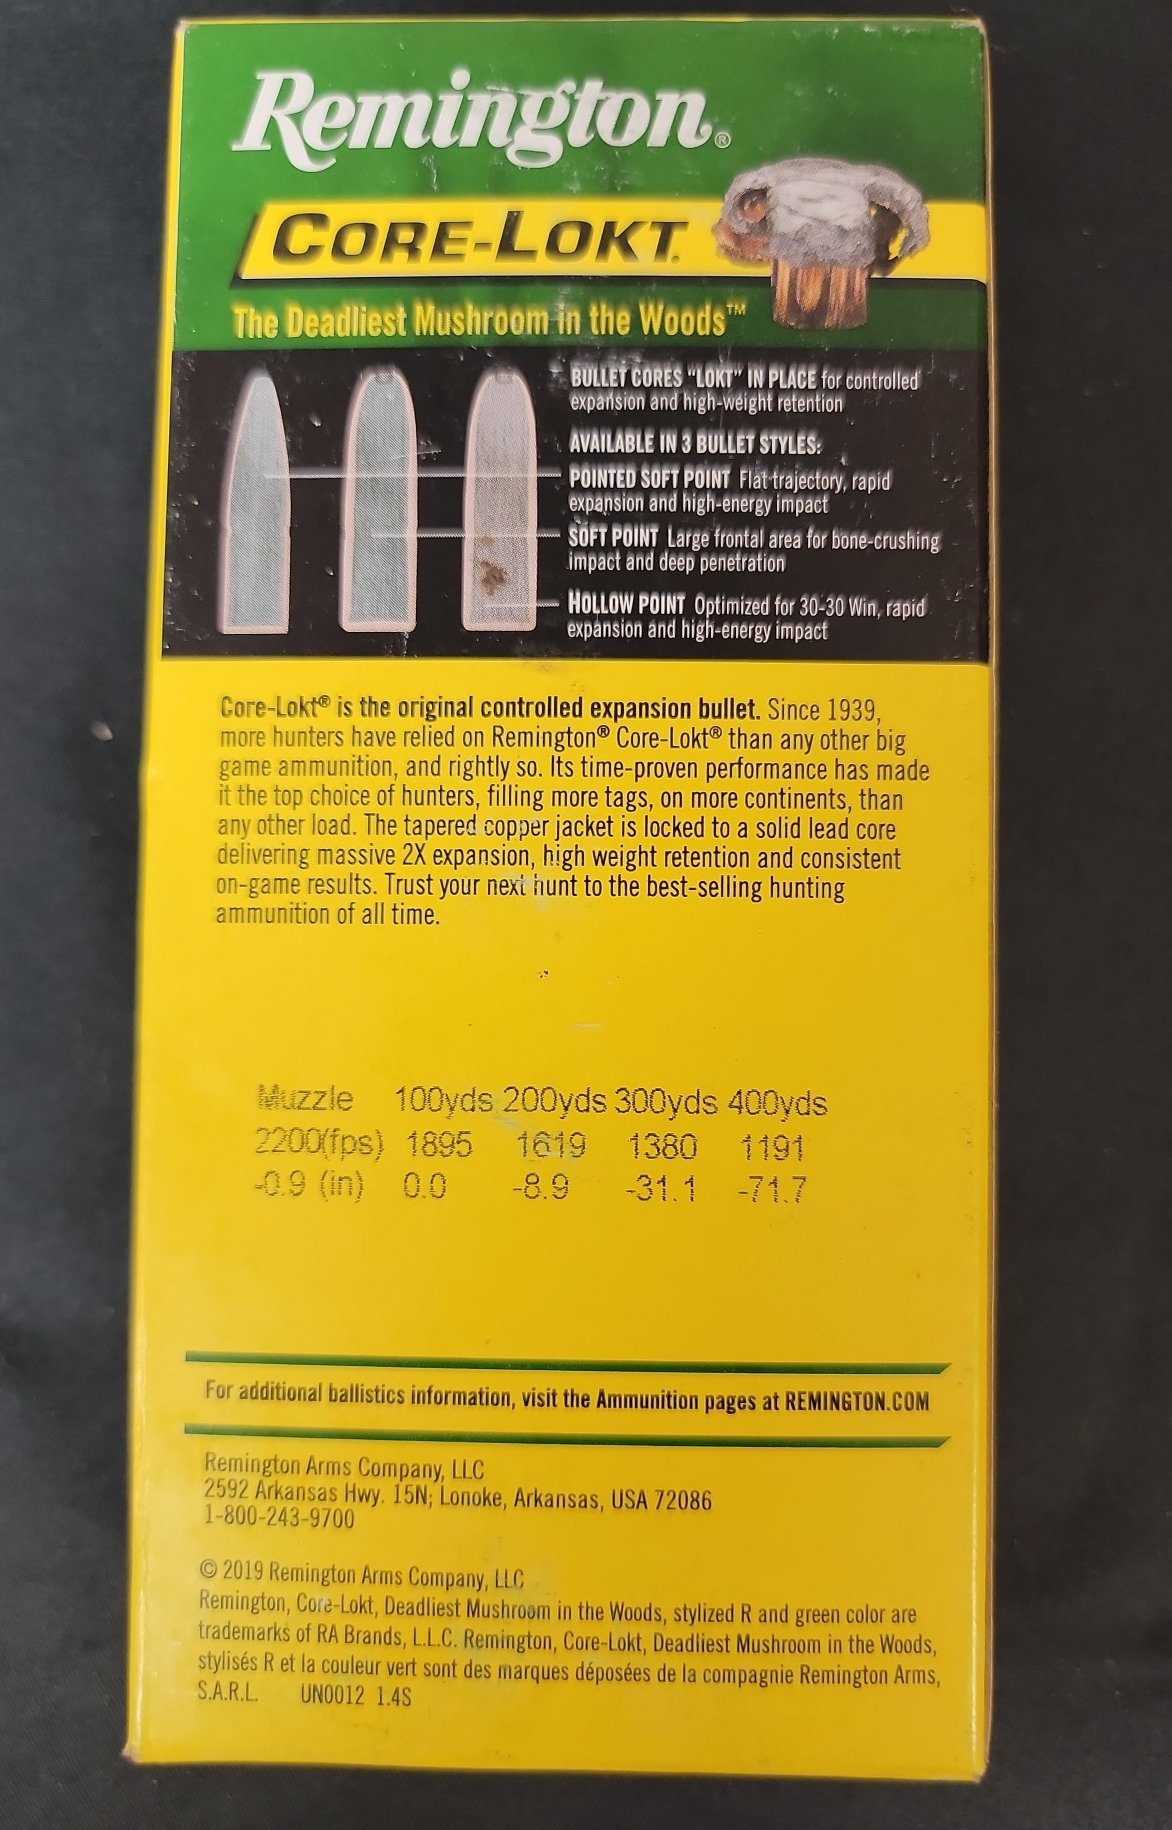 Remington®
CORE-LOKT®
The Deadliest Mushroom in the Woods™
BULLET CORES "LOKT" IN PLACE for controlled
expansion and high-weight retention
AVAILABLE IN 3 BULLET STYLES:
POINTED SOFT POINT Flat trajectory, rapid
expansion and high-energy impact
SOFT POINT Large frontal area for bone-crushing
impact and deep penetration
HOLLOW POINT Optimized for 30-30 Win, rapid
expansion and high-energy impact
Core-Lokt® is the original controlled expansion bullet. Since 1939,
more hunters have relied on Remington® Core-Lokt® than any other big
game ammunition, and rightly so. Its time-proven performance has made
it the top choice of hunters, filling more tags, on more continents, than
any other load. The tapered copper jacket is locked to a solid lead core
delivering massive 2X expansion, high weight retention and consistent
on-game results. Trust your next hunt to the best-selling hunting
ammunition of all time.
Muzzle 100yds 200yds 300yds 400yds
2200(fps) 1895 1619 1380 1191
-0.9 (in) 0.0 -8.9 -31.1 -71.7
For additional ballistics information, visit the Ammunition pages at REMINGTON.COM
Remington Arms Company, LLC
2592 Arkansas Hwy. 15N; Lonoke, Arkansas, USA 72086
1-800-243-9700
© 2019 Remington Arms Company, LLC
Remington, Core-Lokt, Deadliest Mushroom in the Woods, stylized R and green color are
trademarks of RA Brands, L.L.C. Remington, Core-Lokt, Deadliest Mushroom in the Woods,
stylisés R et la couleur vert sont des marques déposées de la compagnie Remington Arms,
S.A.R.L. UN0012 1.4S